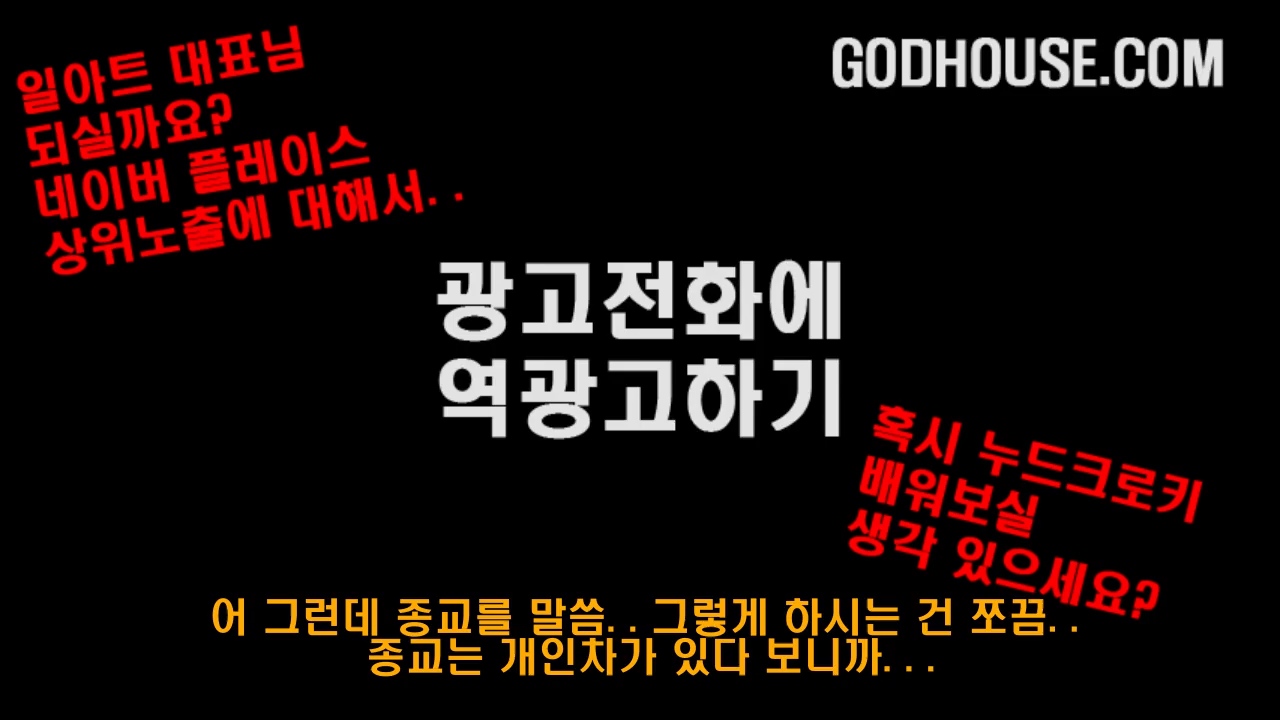 일아트 대표님
되실까요?
네이버 플레이스
상위노출에 대해서..
GODHOUSE.COM
광고전화에
역광고하기
혹시 누드크로키
배워보실
생각 있으세요?
어 그런데 종교를 말씀..그렇게 하시는 건 쪼끔..
종교는 개인차가 있다 보니까...